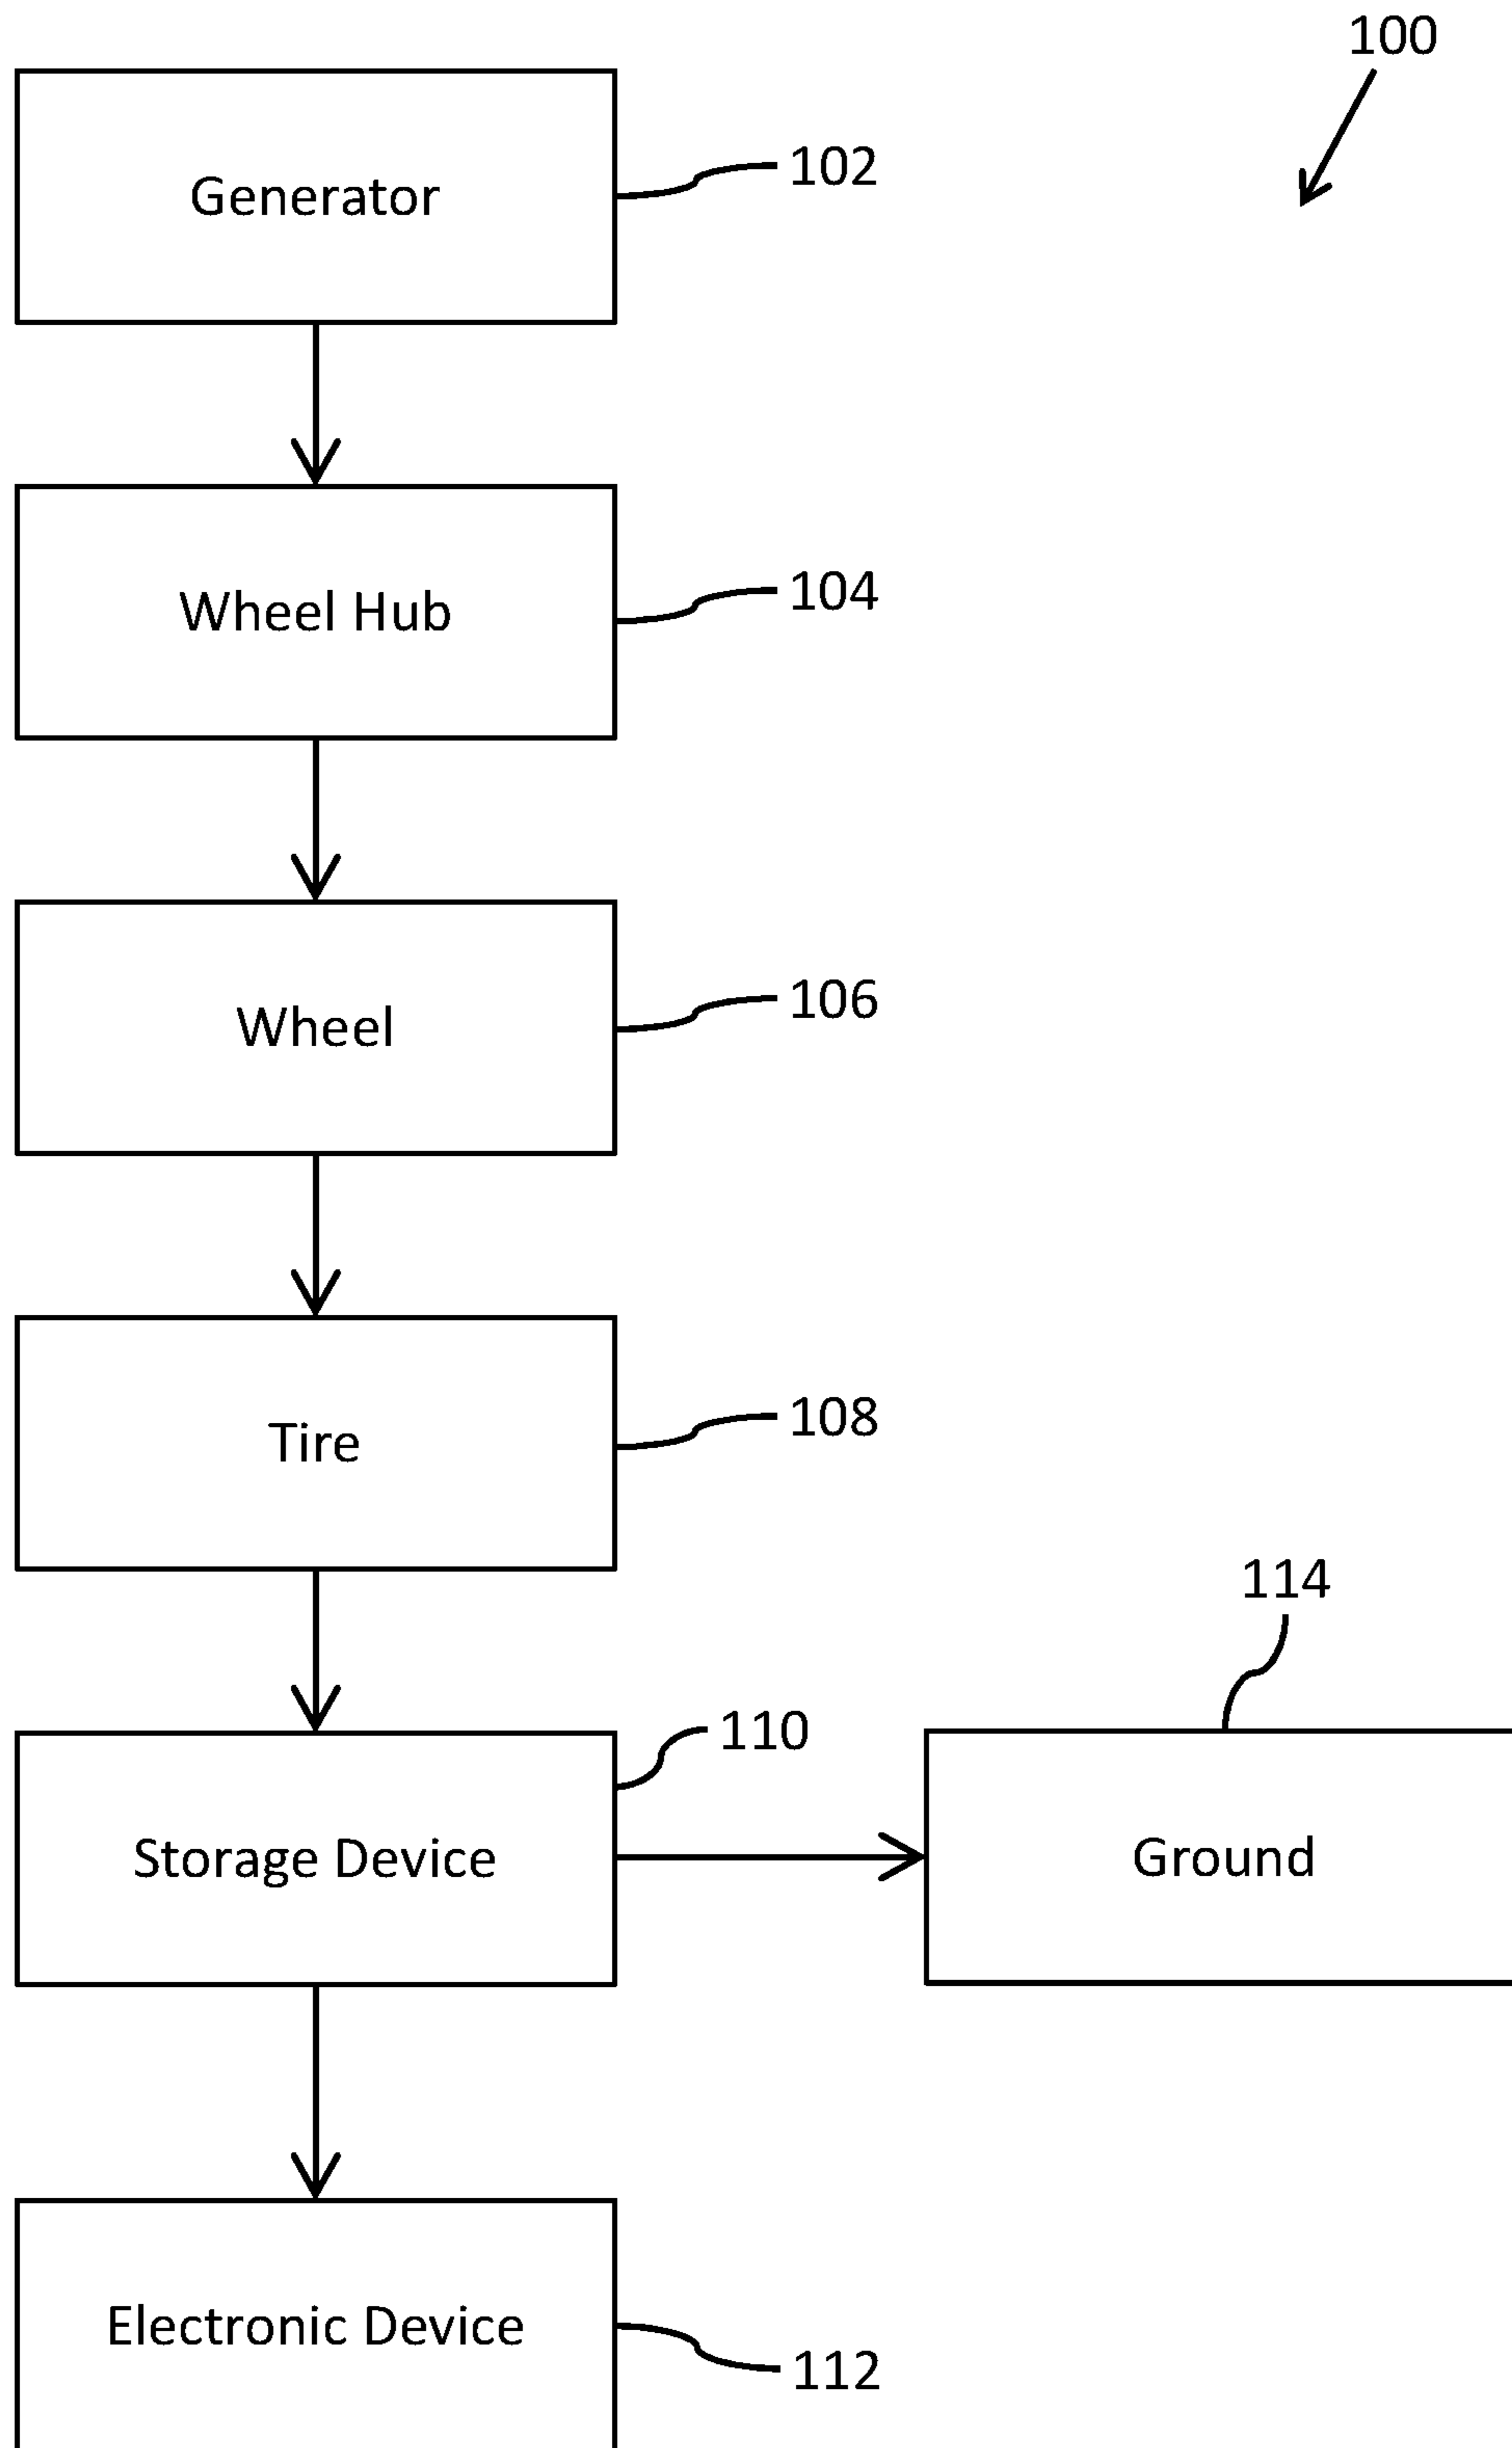 100
Generator
102
Wheel Hub
104
Wheel
106
Tire
108
114
110
Storage Device
Ground
Electronic Device
112